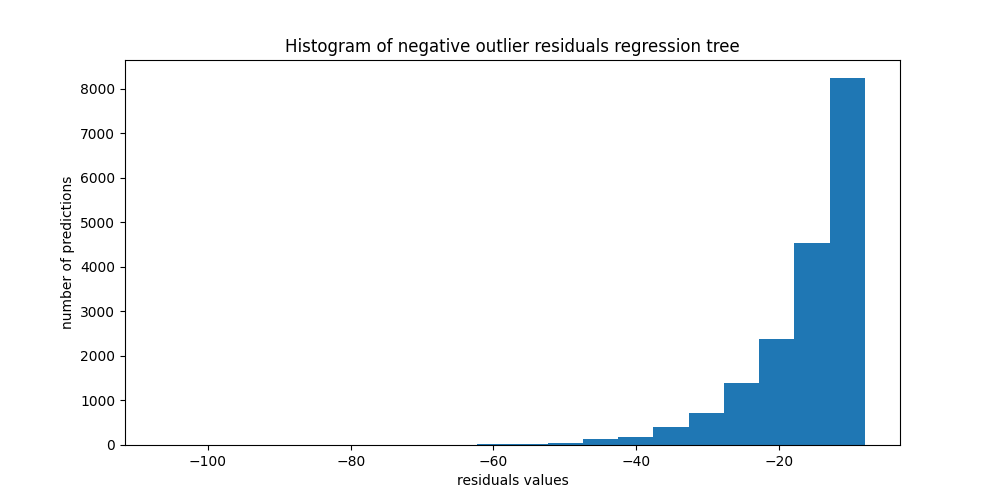 Histogram of negative outlier residuals regression tree
number of predictions
8000
7000
6000
5000
4000
3000
2000
1000
0
−100 −80 −60 −40 −20
residuals values